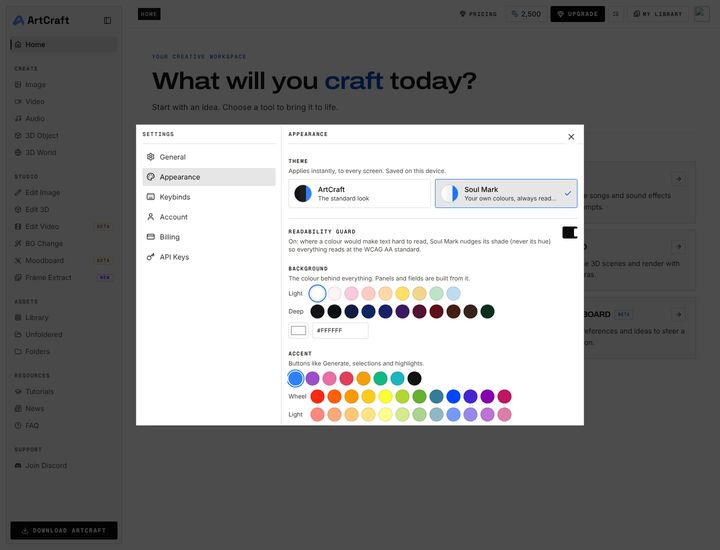 ArtCraft
Home
CREATE
Image
Video
Audio
3D Object
3D World
STUDIO
Edit Image
Edit 3D
Edit Video BETA
BG Change
Moodboard BETA
Frame Extract NEW
ASSETS
Library
Unfoldered
Folders
RESOURCES
Tutorials
News
FAQ
SUPPORT
Join Discord
DOWNLOAD ARTCRAFT
HOME
PRICING
2,500
UPGRADE
MY LIBRARY
YOUR CREATIVE WORKSPACE
What will you craft today?
Start with an idea. Choose a tool to bring it to life.
SETTINGS
General
Appearance
Keybinds
Account
Billing
API Keys
APPEARANCE
THEME
Applies instantly, to every screen. Saved on this device.
ArtCraft
The standard look
Soul Mark
Your own colours, always read...
READABILITY GUARD
On: where a colour would make text hard to read, Soul Mark nudges its shade (never its hue)
so everything reads at the WCAG AA standard.
BACKGROUND
The colour behind everything. Panels and fields are built from it.
Light
Deep
#FFFFFF
ACCENT
Buttons like Generate, selections and highlights.
Wheel
Light
e songs and sound effects
mpts.
D
e 3D scenes and render with
ras.
BOARD BETA
references and ideas to steer a
on.